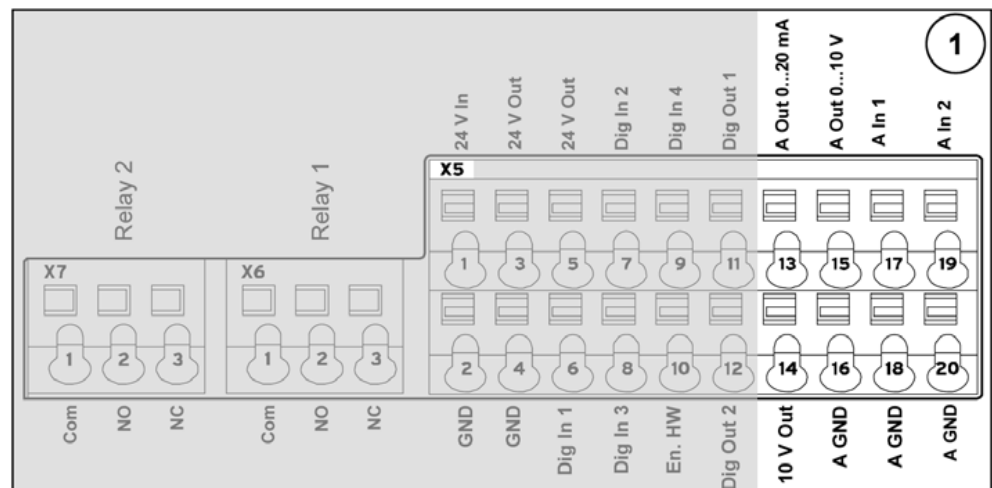 24 V In 24 V Out 24 V Out Dig In 2 Dig In 4 Dig Out 1 A Out 0...20 mA A Out 0...10 V A In 1 A In 2 1
Relay 2 Relay 1 X5
1 3 5 7 9 11 13 15 17 19
X7 X6
1 2 3 1 2 3 2 4 6 8 10 12 14 16 18 20
Com NO NC Com NO NC GND GND Dig In 1 Dig In 3 En. HW Dig Out 2 10 V Out A GND A GND A GND